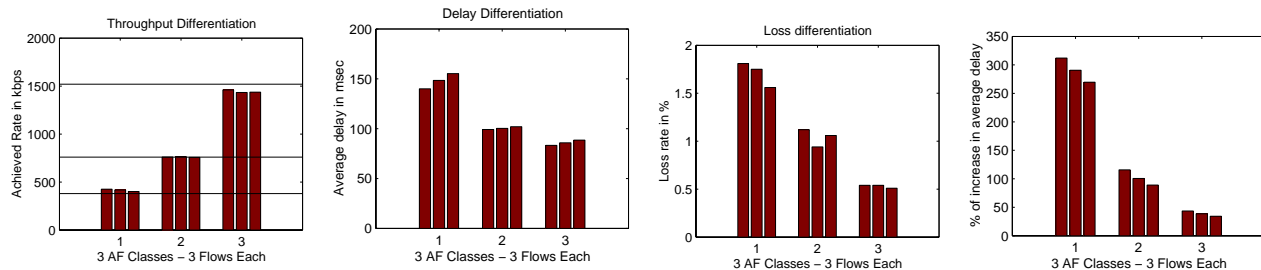 Throughput Differentiation
Achieved Rate in kbps
2000
1500
1000
500
0
1 2 3
3 AF Classes – 3 Flows Each
Delay Differentiation
Average delay in msec
200
150
100
50
0
1 2 3
3 AF Classes – 3 Flows Each
Loss differentiation
Loss rate in %
2
1.5
1
0.5
0
1 2 3
3 AF Classes – 3 Flows Each
% of increase in average delay
350
300
250
200
150
100
50
0
1 2 3
3 AF Classes – 3 Flows Each